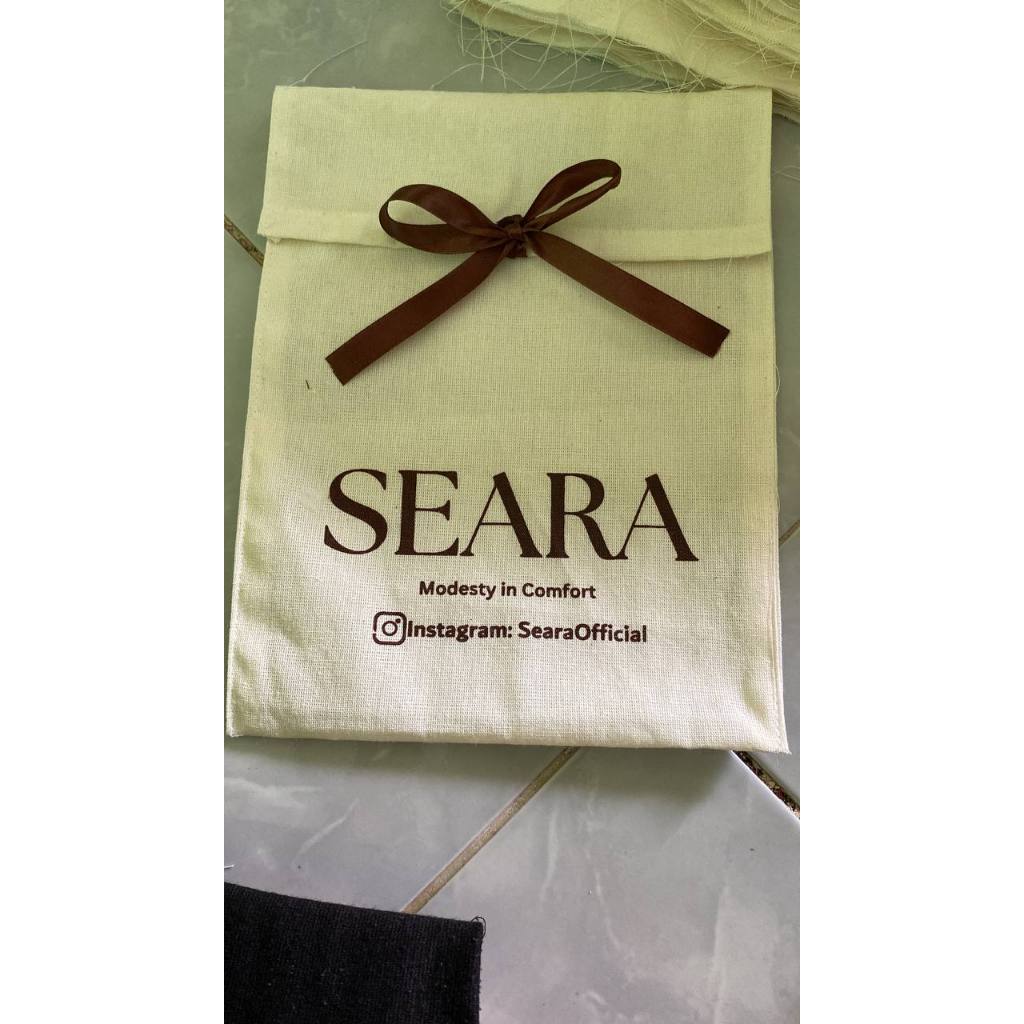 SEARA
Modesty in Comfort
Instagram: SearaOfficial